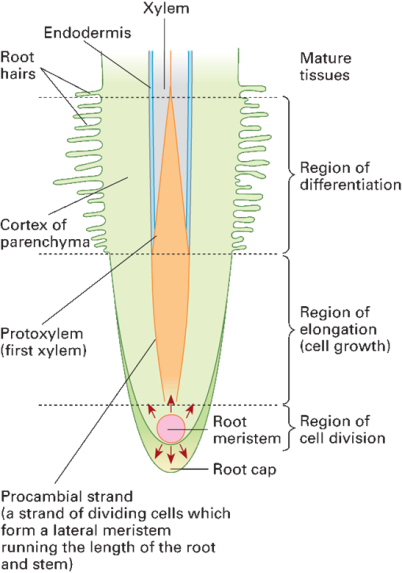 Xylem
Endodermis
Root
hairs
Mature
tissues
Region of
differentiation
Cortex of
parenchyma
Protoxylem
(first xylem)
Region of
elongation
(cell growth)
Root
meristem
Region of
cell division
Root cap
Procambial strand
(a strand of dividing cells which
form a lateral meristem
running the length of the root
and stem)